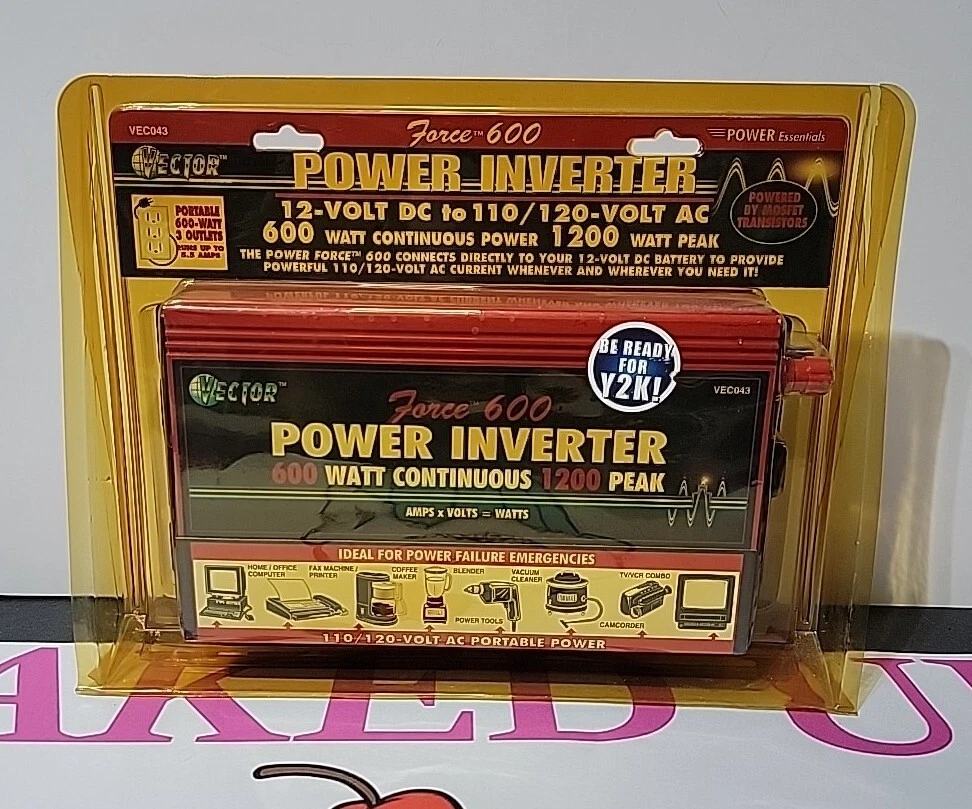 VEC043
Force™ 600
POWER Essentials
VECTOR™
POWER INVERTER
POWERED
BY MOSFET
TRANSISTORS
PORTABLE
600-WATT
3 OUTLETS
UP TO
5.5 AMPS
12-VOLT DC to 110/120-VOLT AC
600 WATT CONTINUOUS POWER 1200 WATT PEAK
THE POWER FORCE™ 600 CONNECTS DIRECTLY TO YOUR 12-VOLT DC BATTERY TO PROVIDE
POWERFUL 110/120-VOLT AC CURRENT WHENEVER AND WHEREVER YOU NEED IT!
BE READY
FOR
Y2K!
VECTOR™
VEC043
Force™ 600
POWER INVERTER
600 WATT CONTINUOUS 1200 PEAK
AMPS x VOLTS = WATTS
IDEAL FOR POWER FAILURE EMERGENCIES
HOME / OFFICE
COMPUTER
FAX MACHINE /
PRINTER
COFFEE
MAKER
BLENDER
POWER TOOLS
VACUUM
CLEANER
TV/VCR COMBO
CAMCORDER
110/120-VOLT AC PORTABLE POWER
AKED U